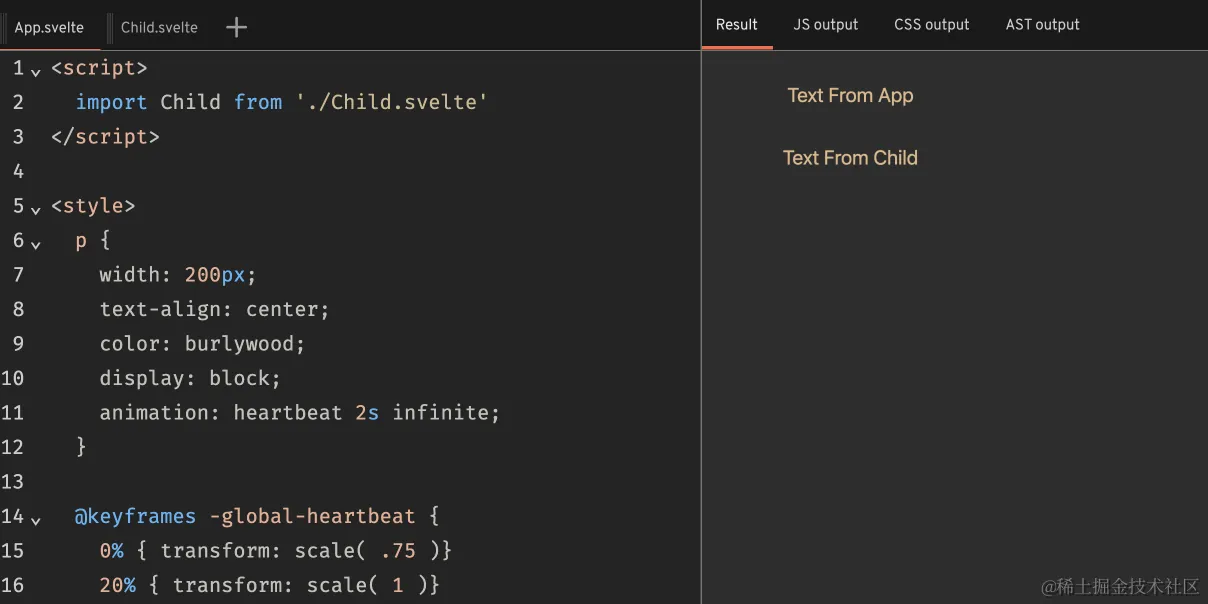 App.svelte Child.svelte +
Result JS output CSS output AST output
1 <script>
2 import Child from './Child.svelte'
3 </script>
4
5 <style>
6 p {
7 width: 200px;
8 text-align: center;
9 color: burlywood;
10 display: block;
11 animation: heartbeat 2s infinite;
12 }
13
14 @keyframes -global-heartbeat {
15 0% { transform: scale( .75 )}
16 20% { transform: scale( 1 )}
Text From App
Text From Child
@稀土掘金技术社区